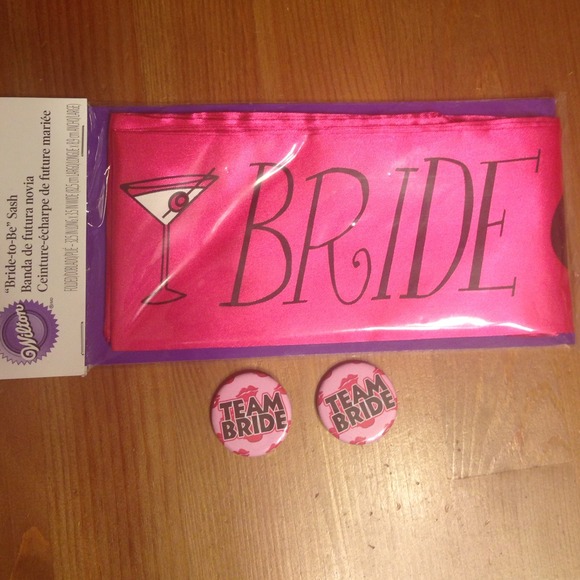 "Bride-to-Be" Sash
Banda de futura novia
Ceinture-écharpe de future mariée
Wilton
BRIDE
TEAM
BRIDE
TEAM
BRIDE